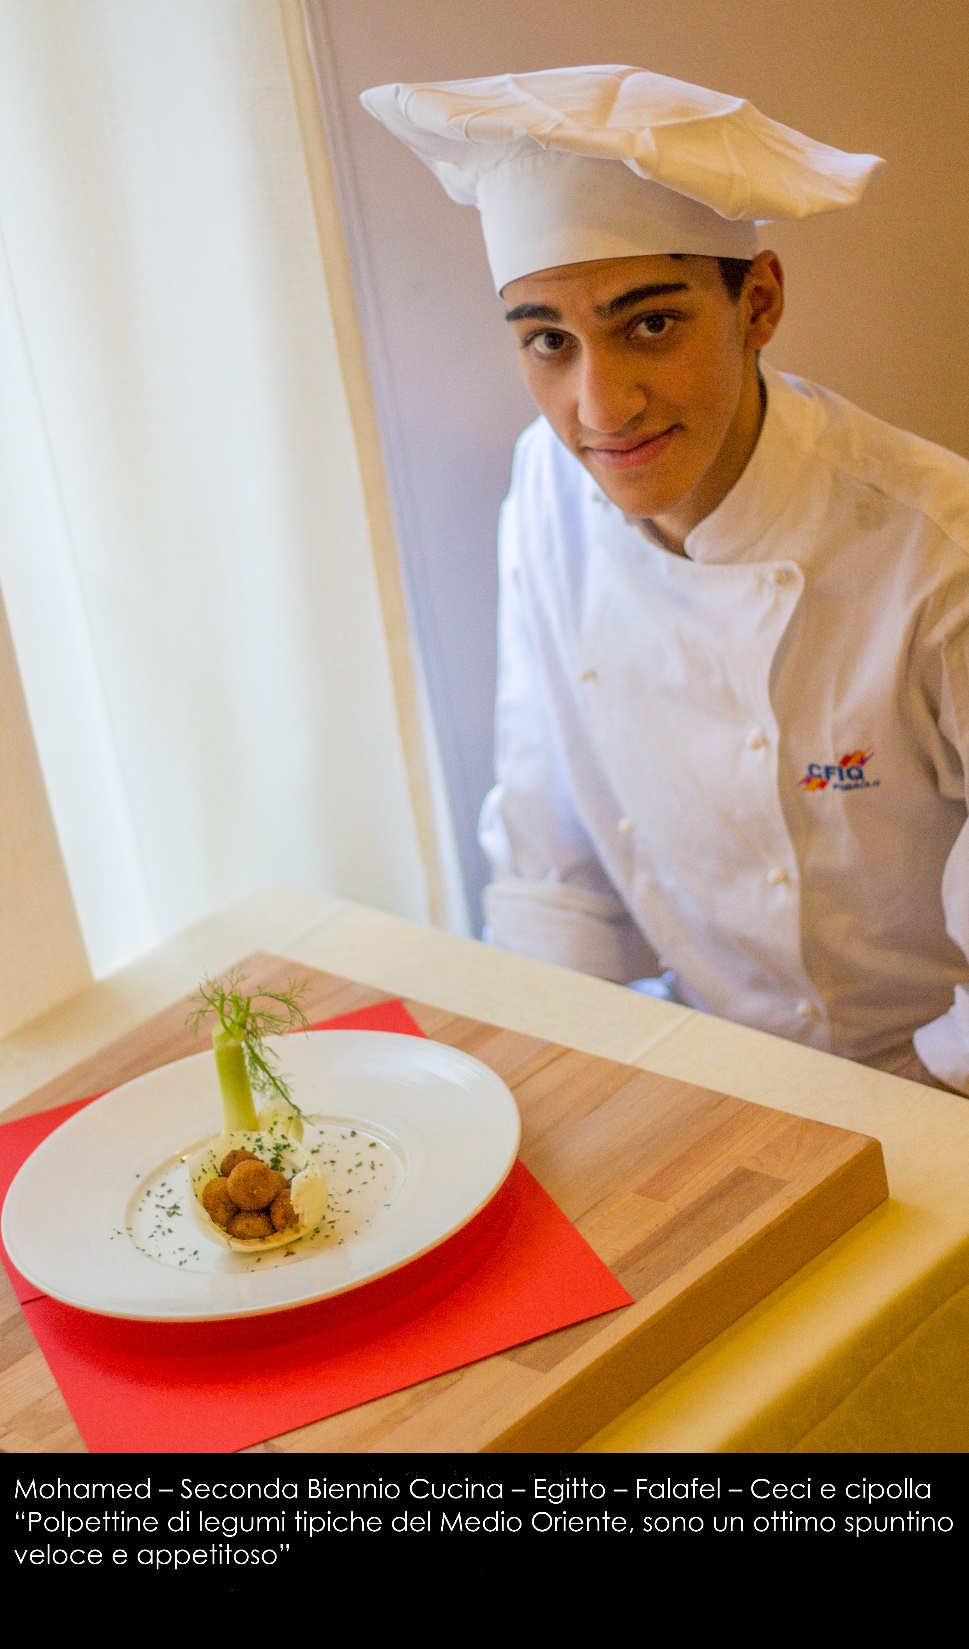 CFIQ
Mohamed – Seconda Biennio Cucina – Egitto – Falafel – Ceci e cipolla
“Polpettine di legumi tipiche del Medio Oriente, sono un ottimo spuntino
veloce e appetitoso”